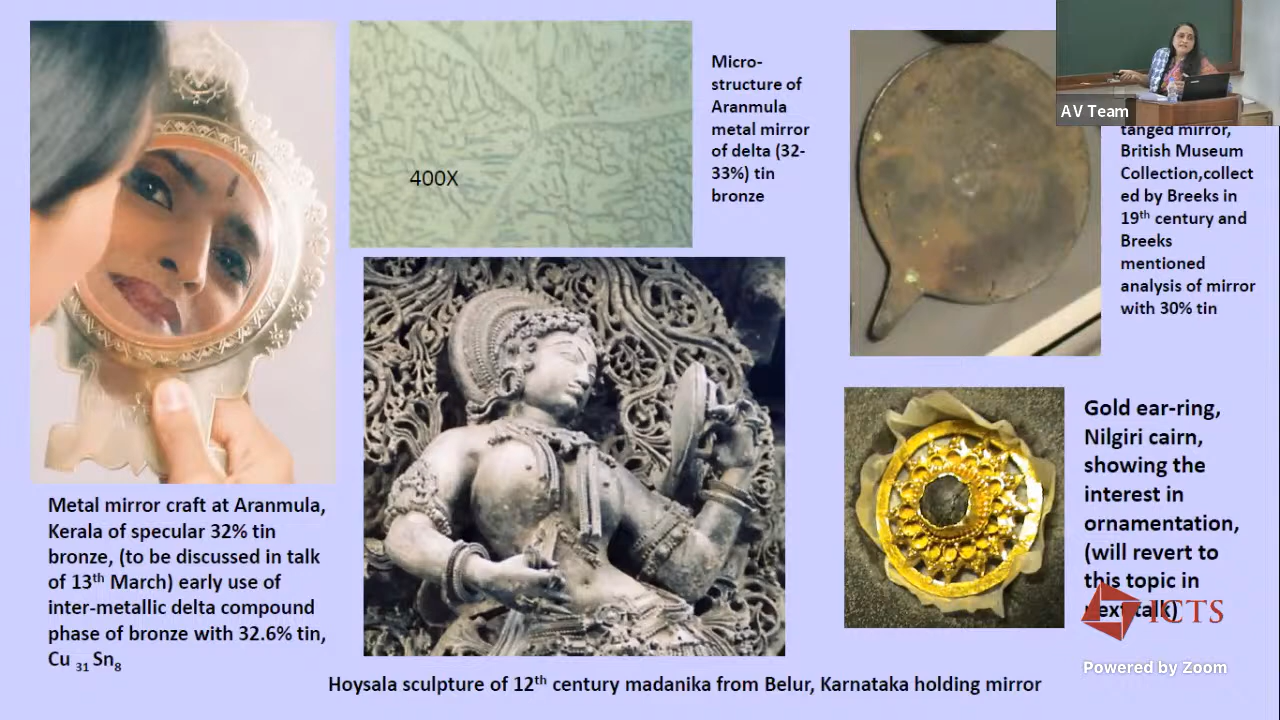 Micro-
structure of
Aranmula
metal mirror
of delta (32-
33%) tin
bronze
400X
AV Team
tanged mirror,
British Museum
Collection,collect
ed by Breeks in
19th century and
Breeks
mentioned
analysis of mirror
with 30% tin
Metal mirror craft at Aranmula,
Kerala of specular 32% tin
bronze, (to be discussed in talk
of 13th March) early use of
inter-metallic delta compound
phase of bronze with 32.6% tin,
Cu 31 Sn8
Gold ear-ring,
Nilgiri cairn,
showing the
interest in
ornamentation,
(will revert to
this topic in
next talk)
ICTS
Powered by Zoom
Hoysala sculpture of 12th century madanika from Belur, Karnataka holding mirror